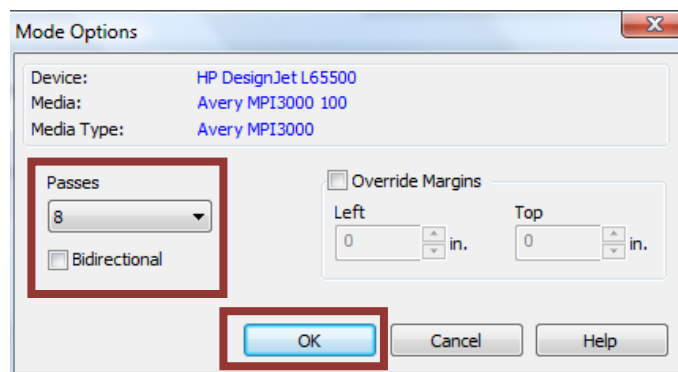 Mode Options
Device: HP DesignJet L65500
Media: Avery MPI3000 100
Media Type: Avery MPI3000
Passes
8
Bidirectional
Override Margins
Left Top
0 in. 0 in.
OK Cancel Help